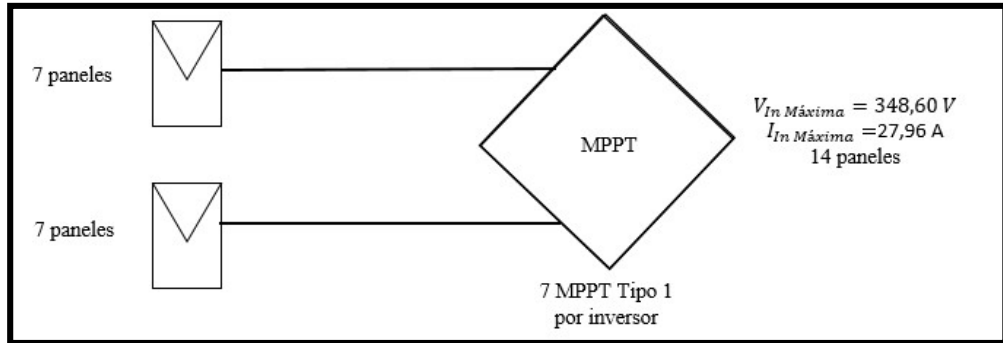 7 paneles
7 paneles
MPPT
7 MPPT Tipo 1
por inversor
V_{In Máxima} = 348,60 V
I_{In Máxima} =27,96 A
14 paneles